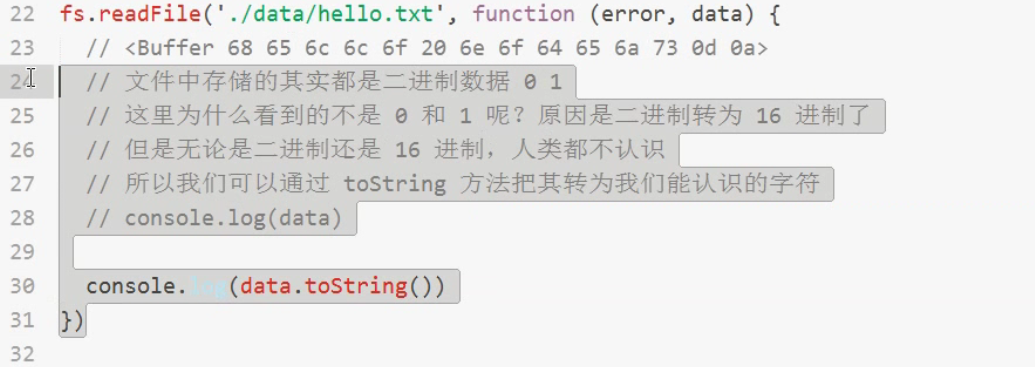 22 fs.readFile('./data/hello.txt', function (error, data) {
23 // <Buffer 68 65 6c 6c 6f 20 6e 6f 64 65 6a 73 0d 0a>
24 // 文件中存储的其实都是二进制数据 0 1
25 // 这里为什么看到的不是 0 和 1 呢？原因是二进制转为 16 进制了
26 // 但是无论是二进制还是 16 进制，人类都不认识
27 // 所以我们可以通过 toString 方法把其转为我们能认识的字符
28 // console.log(data)
29
30 console.log(data.toString())
31 })
32